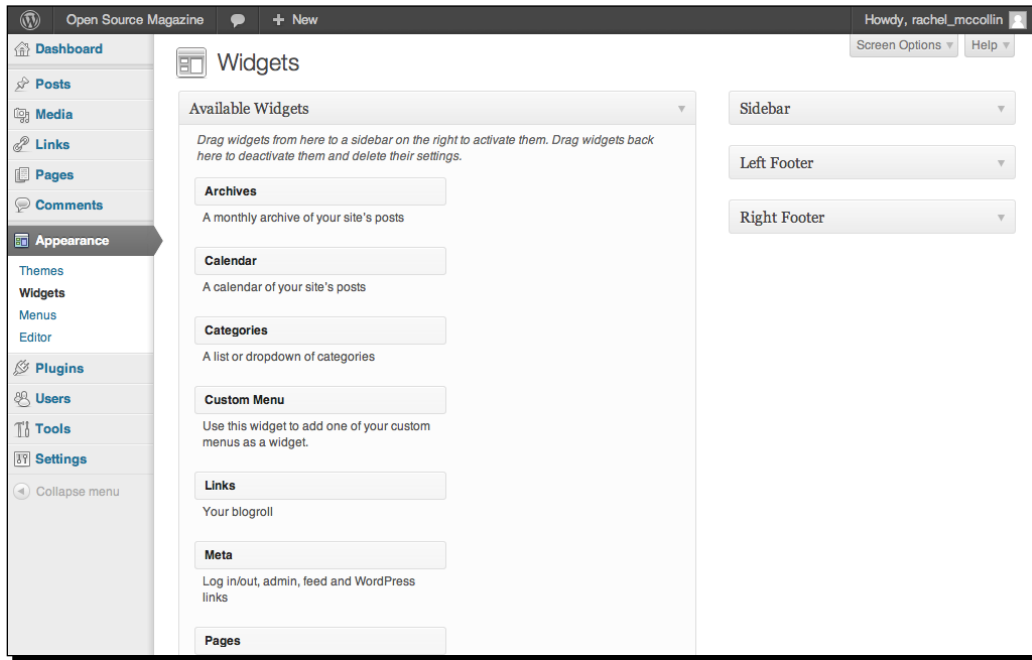 Open Source Magazine
+ New
Howdy, rachel_mccollin
Screen Options
Help
Dashboard
Posts
Media
Links
Pages
Comments
Appearance
Themes
Widgets
Menus
Editor
Plugins
Users
Tools
Settings
Collapse menu
Widgets
Available Widgets
Drag widgets from here to a sidebar on the right to activate them. Drag widgets back
here to deactivate them and delete their settings.
Archives
A monthly archive of your site's posts
Calendar
A calendar of your site's posts
Categories
A list or dropdown of categories
Custom Menu
Use this widget to add one of your custom
menus as a widget.
Links
Your blogroll
Meta
Log in/out, admin, feed and WordPress
links
Pages
Sidebar
Left Footer
Right Footer